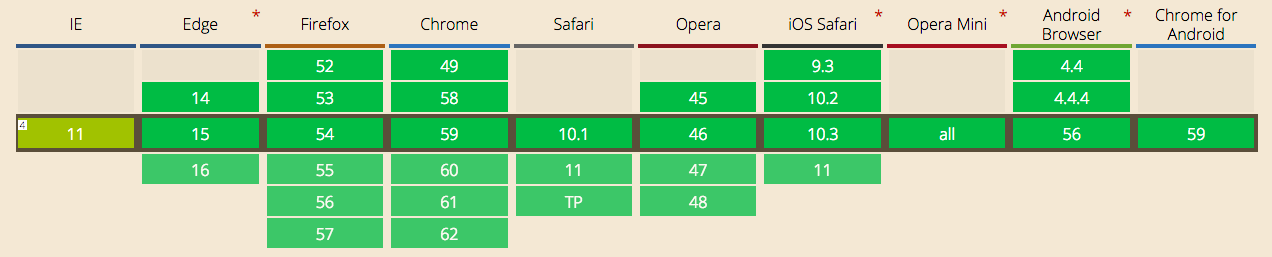 IE Edge * Firefox Chrome Safari Opera iOS Safari * Opera Mini * Android Browser * Chrome for Android
52 49 9.3 4.4
14 53 58 45 10.2 4.4.4
4 11 15 54 59 10.1 46 10.3 all 56 59
16 55 60 11 47 11
56 61 TP 48
57 62